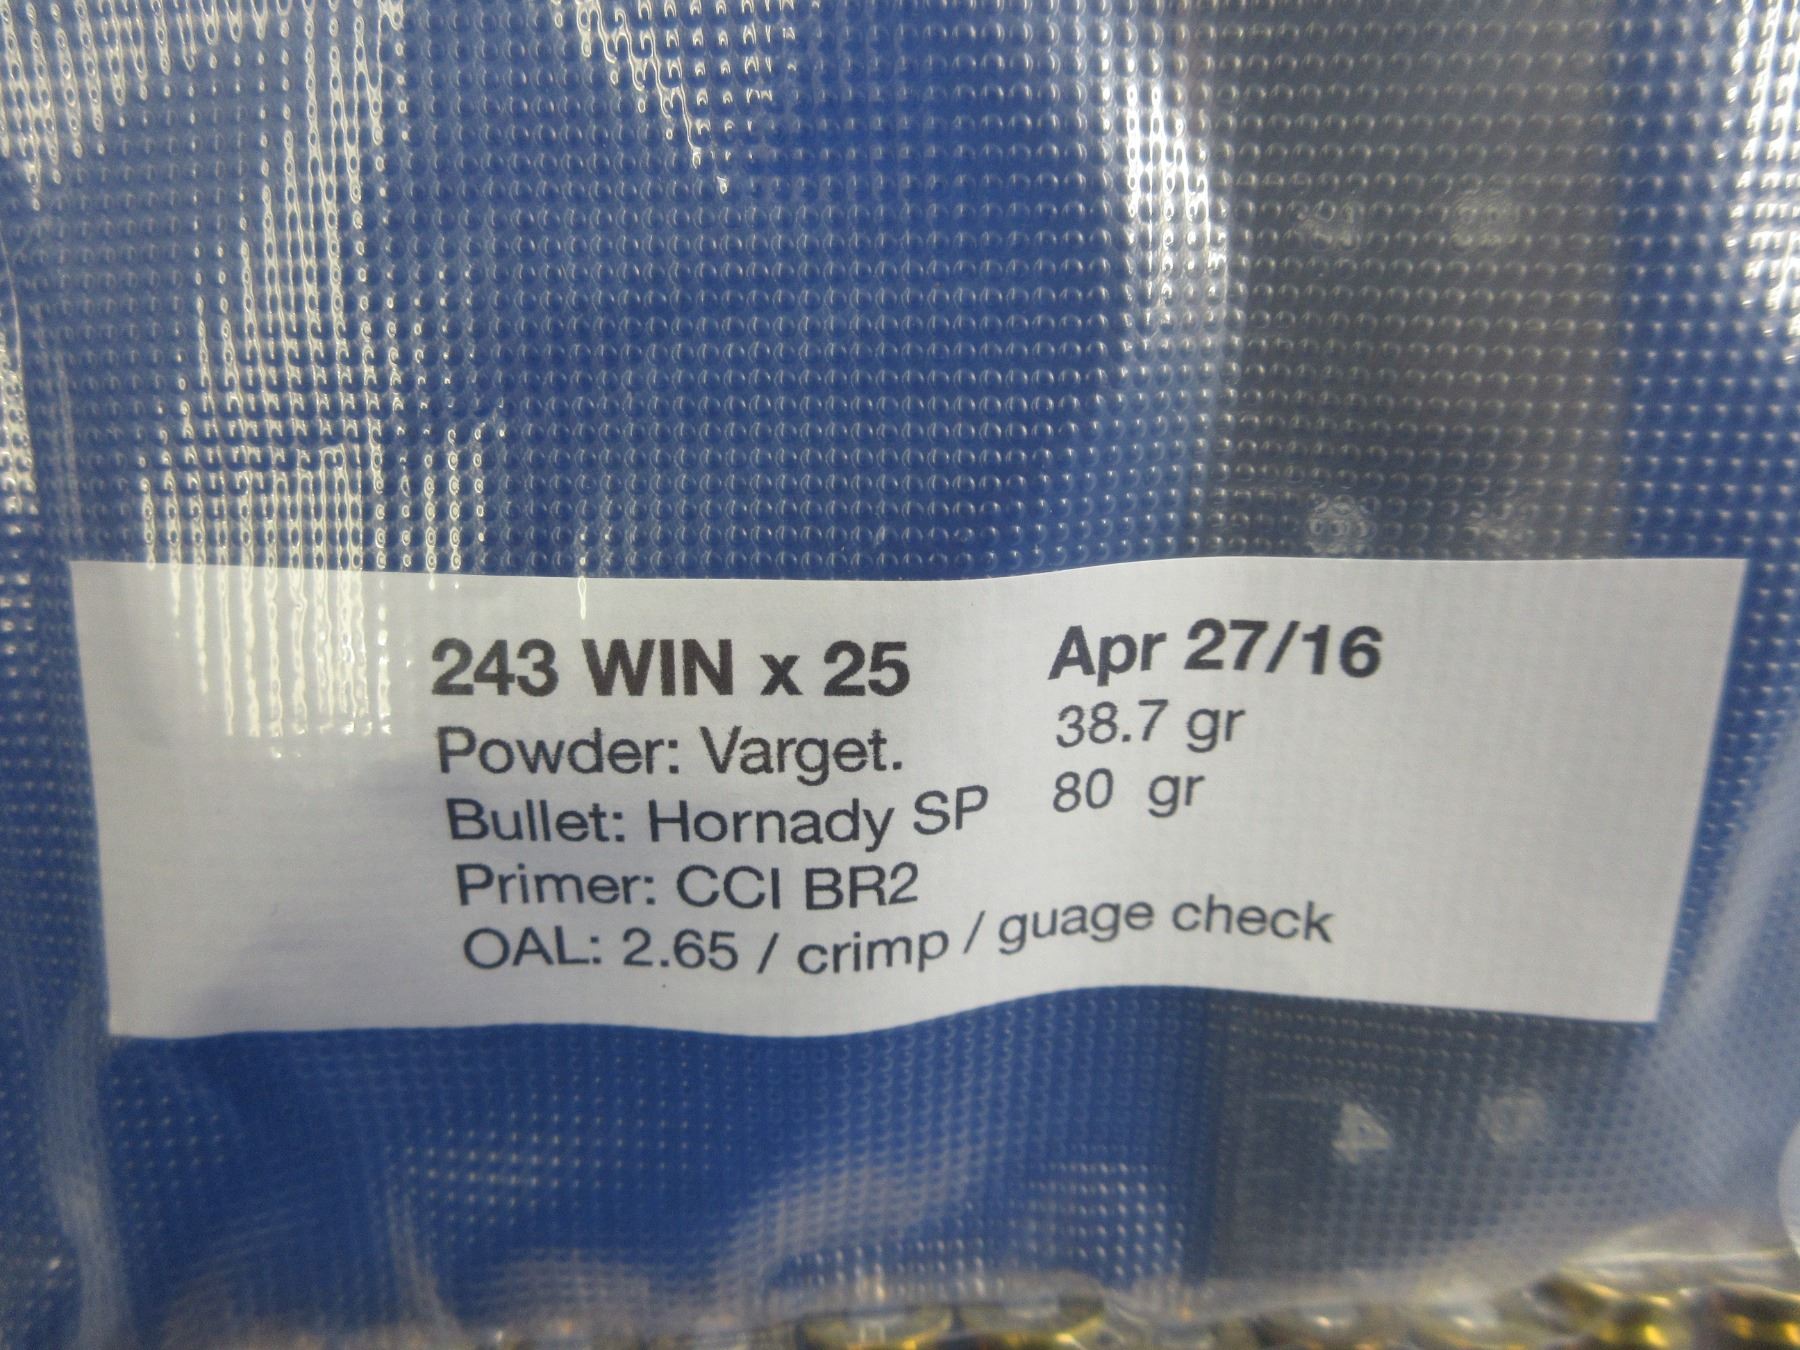 243 WIN x 25 Apr 27/16
Powder: Varget. 38.7 gr
Bullet: Hornady SP 80 gr
Primer: CCI BR2
OAL: 2.65 / crimp / guage check